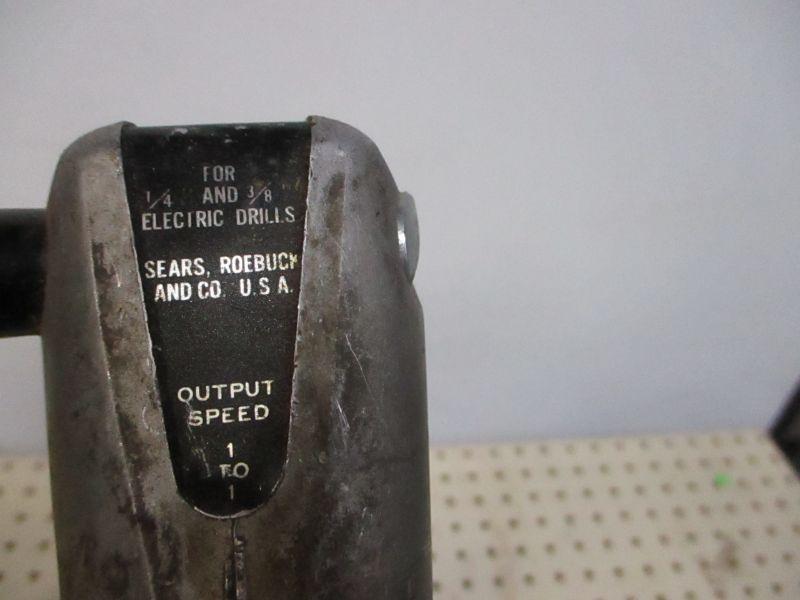 FOR
1/4 AND 3/8
ELECTRIC DRILLS
SEARS, ROEBUCK
AND CO. U.S.A.
OUTPUT
SPEED
1
TO
1